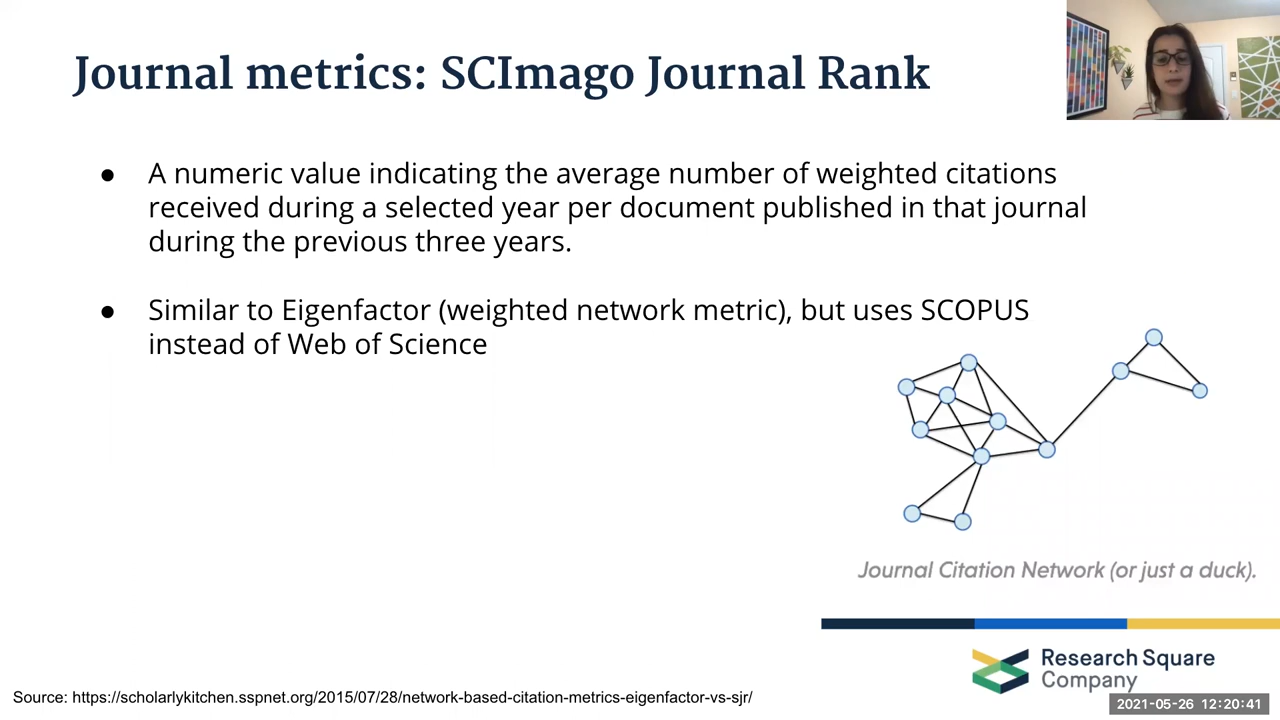 Journal metrics: SCImago Journal Rank
● A numeric value indicating the average number of weighted citations
received during a selected year per document published in that journal
during the previous three years.
● Similar to Eigenfactor (weighted network metric), but uses SCOPUS
instead of Web of Science
Journal Citation Network (or just a duck).
Research Square
Company
Source: https://scholarlykitchen.sspnet.org/2015/07/28/network-based-citation-metrics-eigenfactor-vs-sjr/
2021-05-26 12:20:41